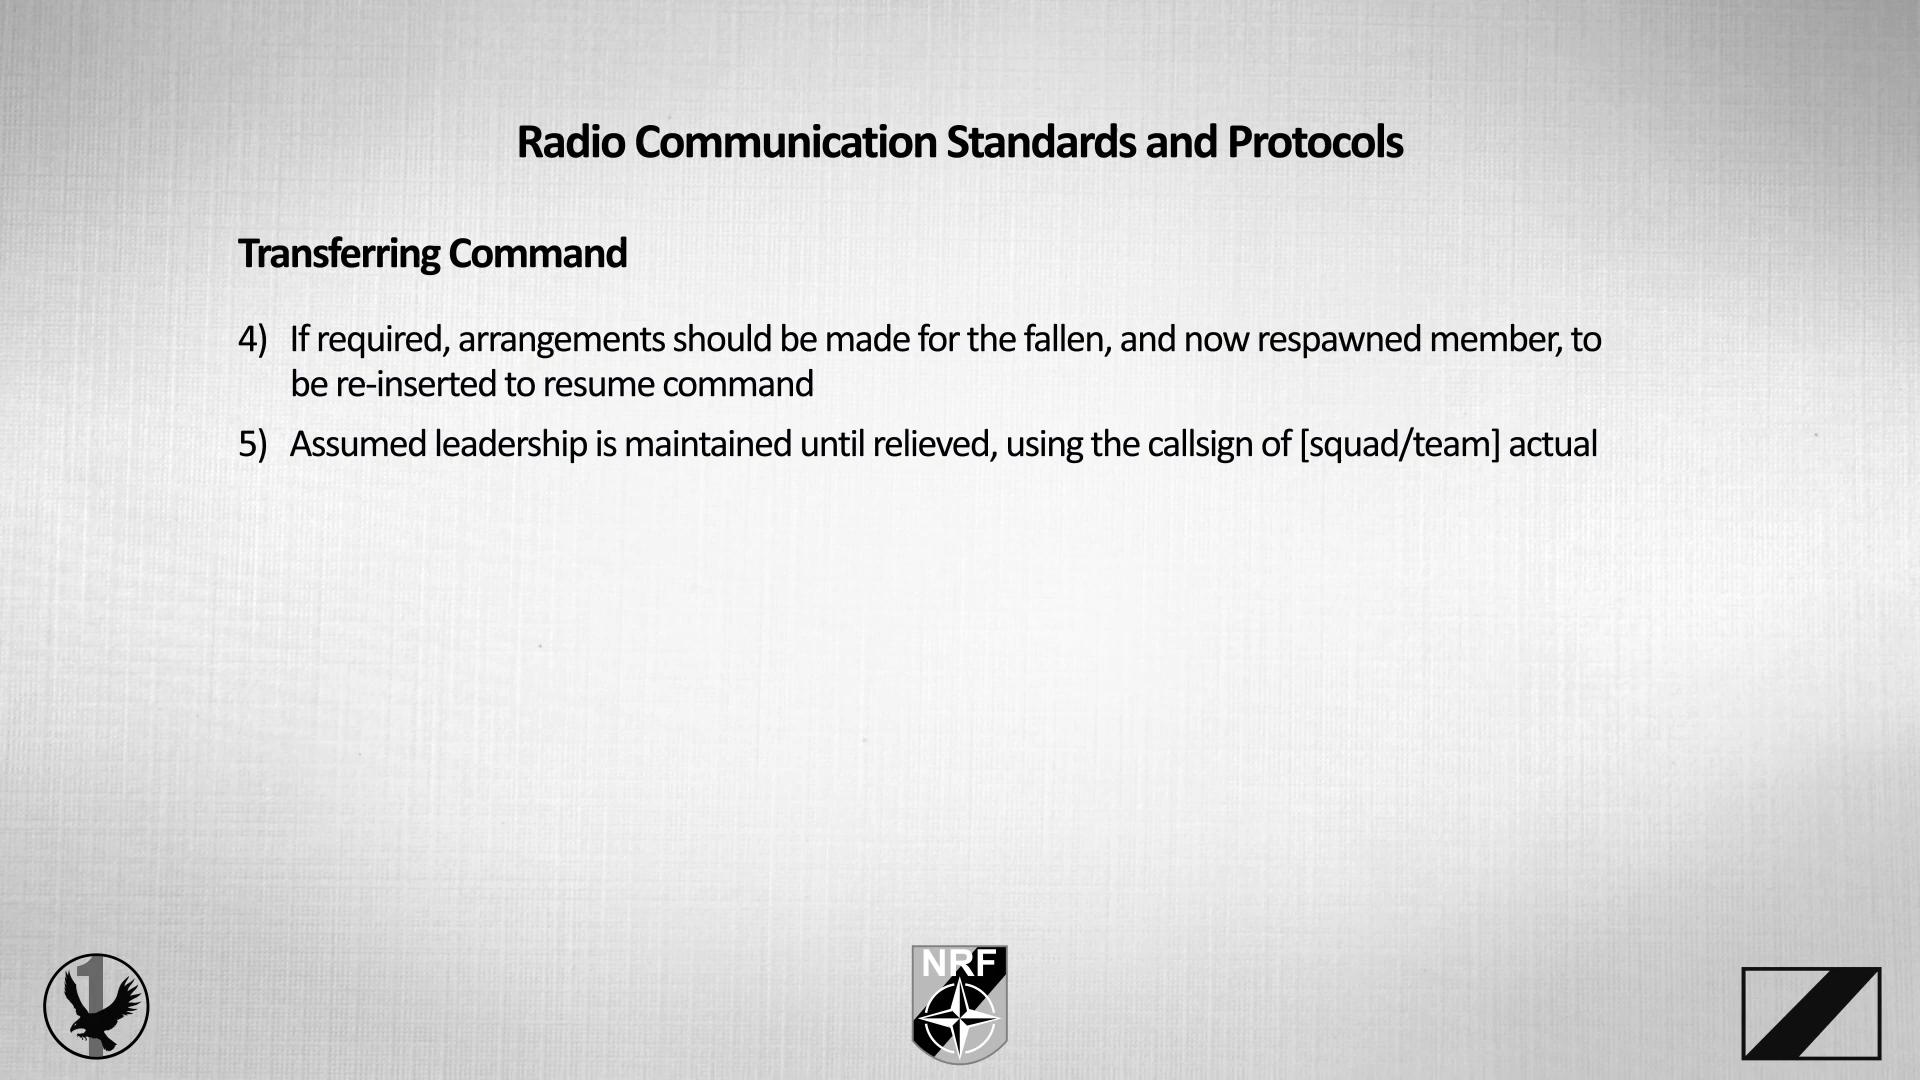 Radio Communication Standards and Protocols
Transferring Command
4) If required, arrangements should be made for the fallen, and now respawned member, to
be re-inserted to resume command
5) Assumed leadership is maintained until relieved, using the callsign of [squad/team] actual
1
NRF